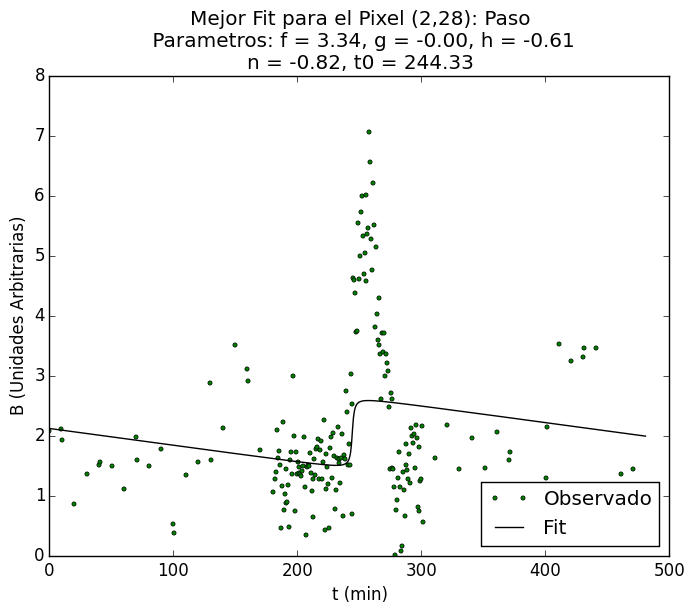 Mejor Fit para el Pixel (2,28): Paso
Parametros: f = 3.34, g = -0.00, h = -0.61
n = -0.82, t0 = 244.33
8
7
6
5
4
3
2
1
0
B (Unidades Arbitrarias)
Observado
Fit
0 100 200 300 400 500
t (min)